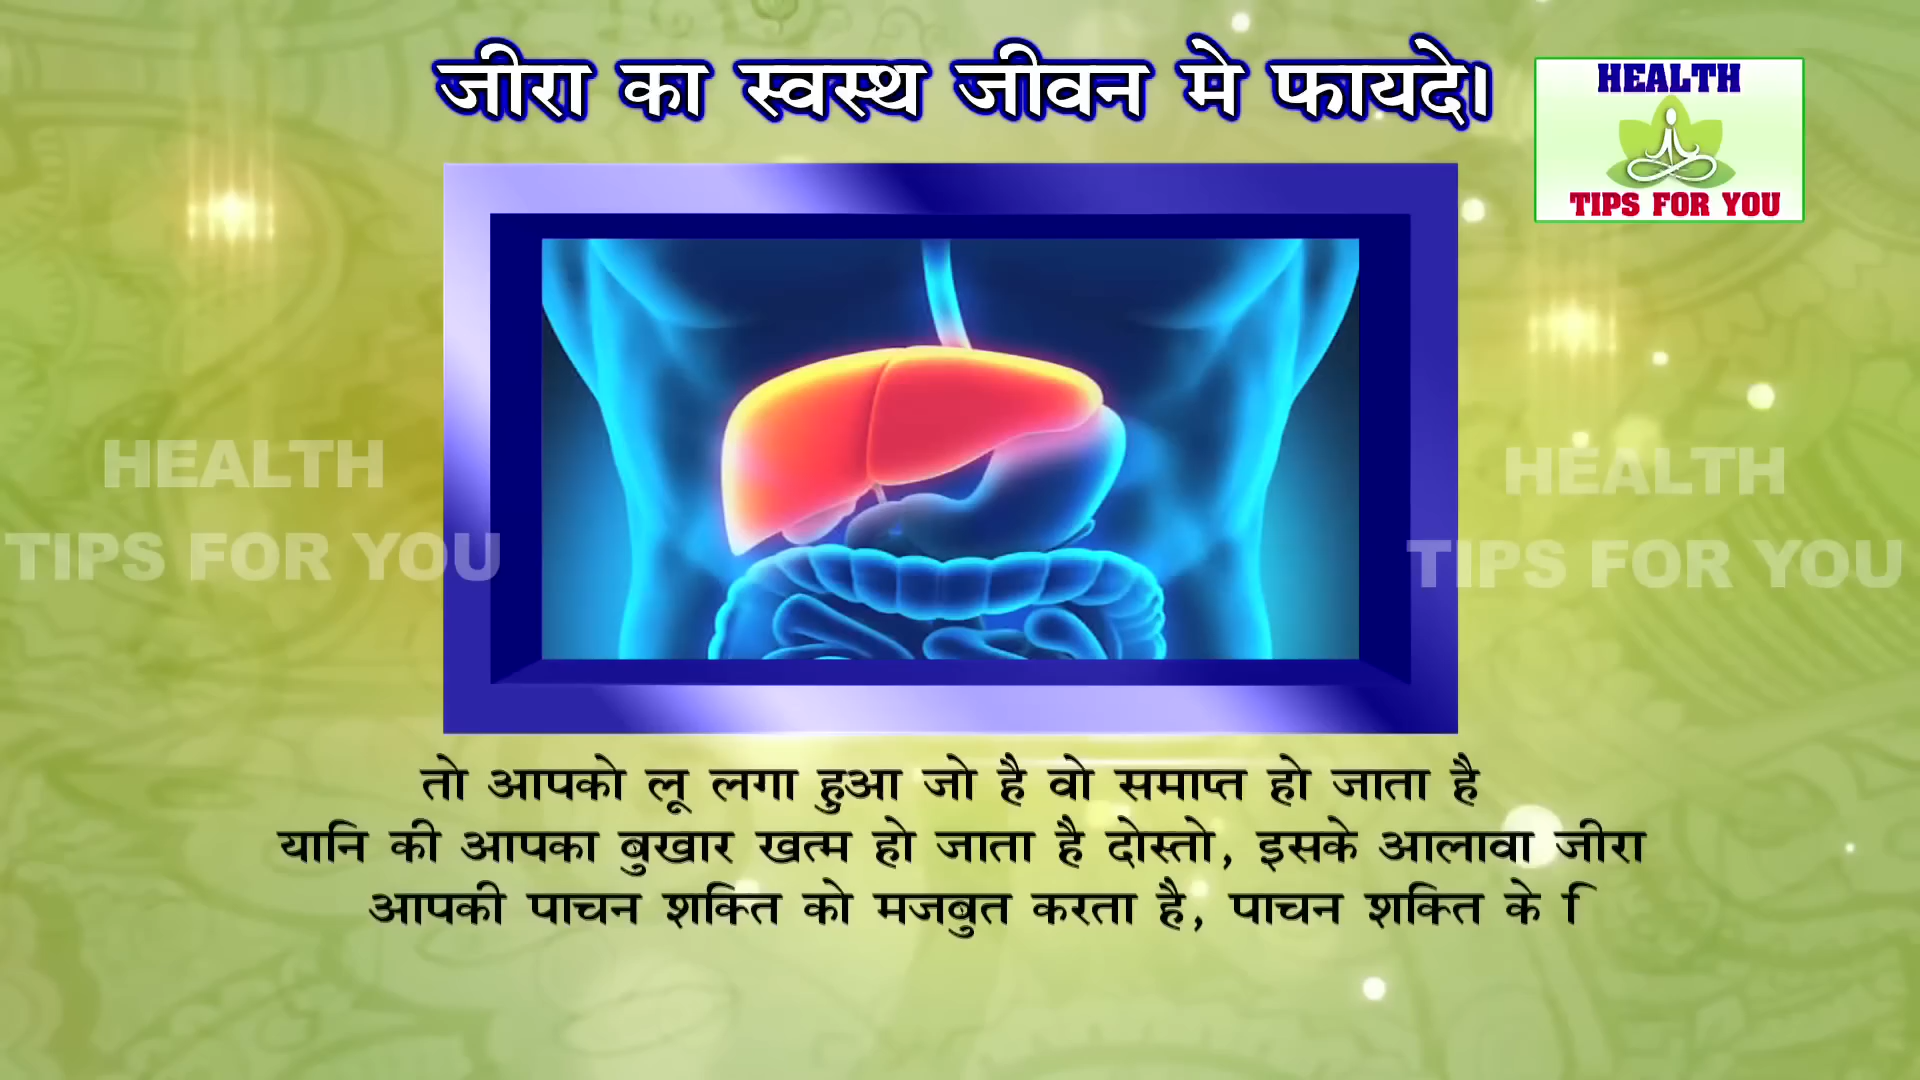 जीरा का स्वस्थ जीवन मे फायदे।
HEALTH
TIPS FOR YOU
HEALTH
TIPS FOR YOU
HEALTH
TIPS FOR YOU
तो आपको लू लगा हुआ जो है वो समाप्त हो जाता है
यानि की आपका बुखार खत्म हो जाता है दोस्तो, इसके आलावा जीरा
आपकी पाचन शक्ति को मजबुत करता है, पाचन शक्ति के ि